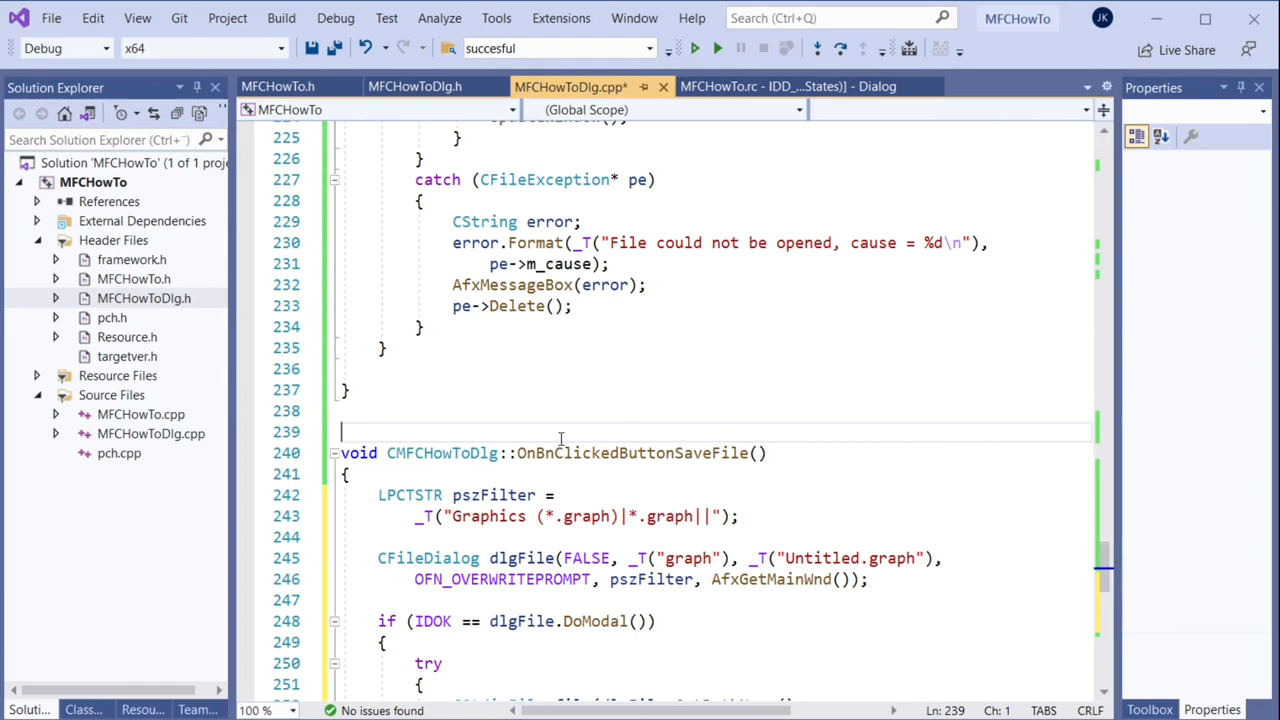 File Edit View Git Project Build Debug Test Analyze Tools Extensions Window Help Search (Ctrl+Q) MFCHowTo JK
Debug x64 succesful Live Share
Solution Explorer
MFCHowTo.h MFCHowToDlg.h MFCHowToDlg.cpp* MFCHowTo.rc - IDD_...States)] - Dialog
Properties
MFCHowTo (Global Scope)
Search Solution Explorer (Ctrl+
Solution 'MFCHowTo' (1 of 1 proje
MFCHowTo
References
External Dependencies
Header Files
framework.h
MFCHowTo.h
MFCHowToDlg.h
pch.h
Resource.h
targetver.h
Resource Files
Source Files
MFCHowTo.cpp
MFCHowToDlg.cpp
pch.cpp
225 }
226 }
227 catch (CFileException* pe)
228 {
229 CString error;
230 error.Format(_T("File could not be opened, cause = %d\n"),
231 pe->m_cause);
232 AfxMessageBox(error);
233 pe->Delete();
234 }
235 }
236
237 }
238
239
240 void CMFCHowToDlg::OnBnClickedButtonSaveFile()
241 {
242 LPCTSTR pszFilter =
243 _T("Graphics (*.graph)|*.graph||");
244
245 CFileDialog dlgFile(FALSE, _T("graph"), _T("Untitled.graph"),
246 OFN_OVERWRITEPROMPT, pszFilter, AfxGetMainWnd());
247
248 if (IDOK == dlgFile.DoModal())
249 {
250 try
251 {
Soluti... Class... Resou... Team...
100 % No issues found Ln: 239 Ch: 1 TABS CRLF
Toolbox Properties